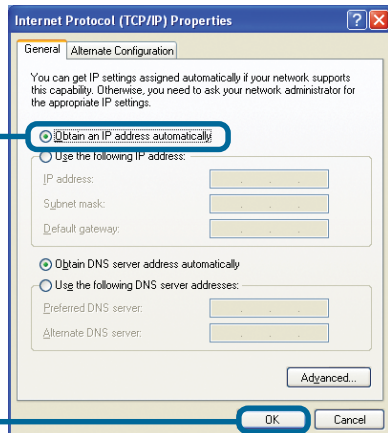 Internet Protocol (TCP/IP) Properties
General Alternate Configuration
You can get IP settings assigned automatically if your network supports
this capability. Otherwise, you need to ask your network administrator for
the appropriate IP settings.
Obtain an IP address automatically
Use the following IP address:
IP address:
Subnet mask:
Default gateway:
Obtain DNS server address automatically
Use the following DNS server addresses:
Preferred DNS server:
Alternate DNS server:
Advanced...
OK Cancel